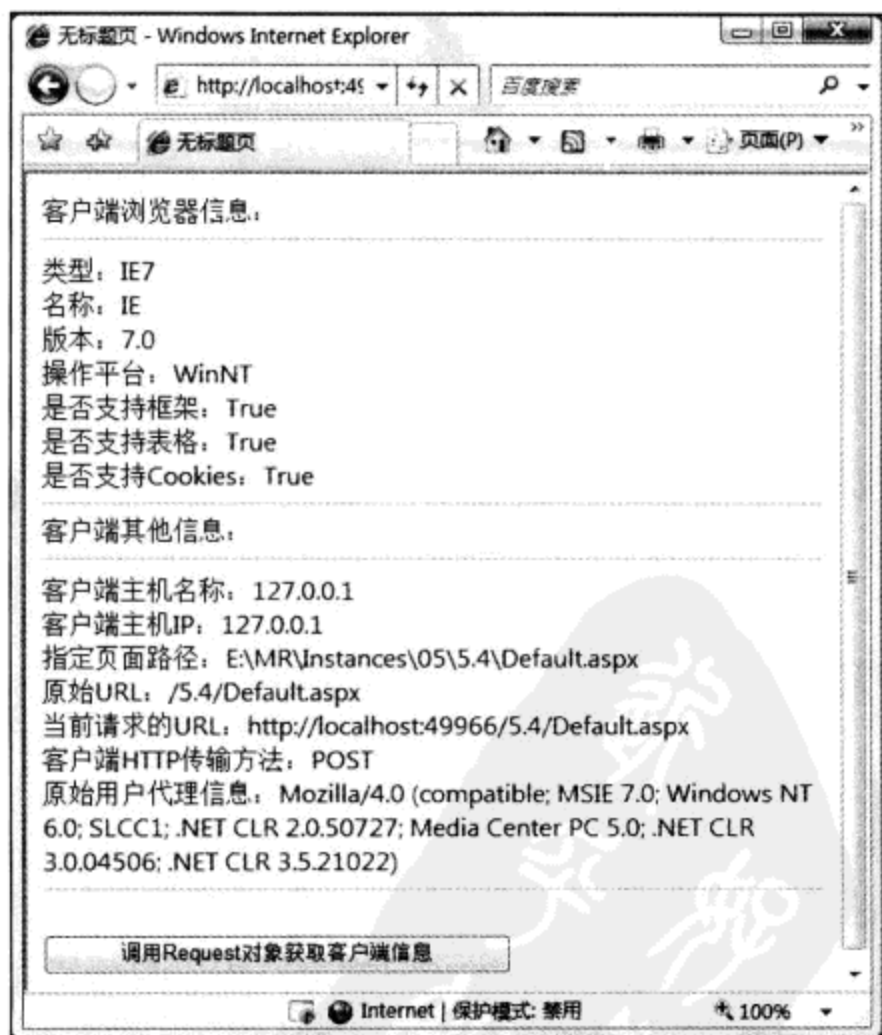 无标题页 - Windows Internet Explorer
http://localhost:49
百度搜索
无标题页
页面(P)
客户端浏览器信息：
类型：IE7
名称：IE
版本：7.0
操作平台：WinNT
是否支持框架：True
是否支持表格：True
是否支持Cookies：True
客户端其他信息：
客户端主机名称：127.0.0.1
客户端主机IP：127.0.0.1
指定页面路径：E:\MR\Instances\05\5.4\Default.aspx
原始URL：/5.4/Default.aspx
当前请求的URL：http://localhost:49966/5.4/Default.aspx
客户端HTTP传输方法：POST
原始用户代理信息：Mozilla/4.0 (compatible; MSIE 7.0; Windows NT
6.0; SLCC1; .NET CLR 2.0.50727; Media Center PC 5.0; .NET CLR
3.0.04506; .NET CLR 3.5.21022)
调用Request对象获取客户端信息
Internet | 保护模式: 禁用
100%